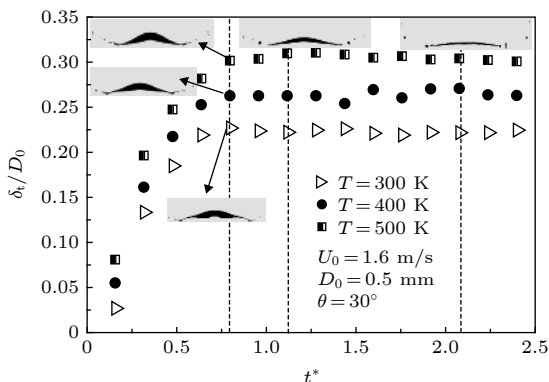 0.35
0.30
0.25
0.20
0.15
0.10
0.05
0
δt/D0
T = 300 K
T = 400 K
T = 500 K
U0 = 1.6 m/s
D0 = 0.5 mm
θ = 30°
0 0.5 1.0 1.5 2.0 2.5
t*